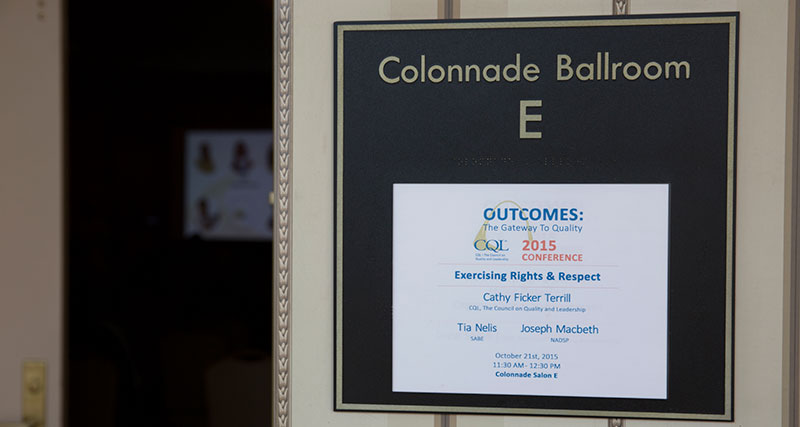 Colonnade Ballroom
E
OUTCOMES:
The Gateway To Quality
CQL
CQL | The Council on
Quality and Leadership
2015
CONFERENCE
Exercising Rights & Respect
Cathy Ficker Terrill
CQL, The Council on Quality and Leadership
Tia Nelis
SABE
Joseph Macbeth
NADSP
October 21st, 2015
11:30 AM - 12:30 PM
Colonnade Salon E